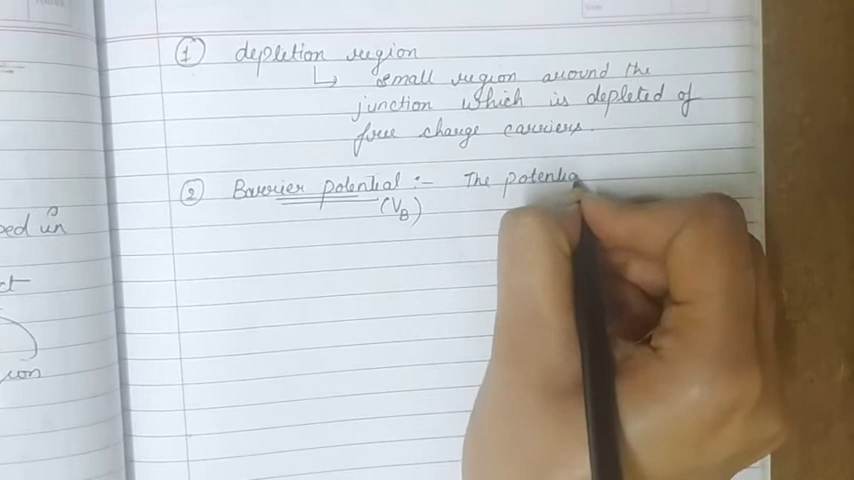 ① depletion region
↳ small region around the
junction which is depleted of
free charge carriers.
② Barrier potential :- The potentia
(V_B)
in